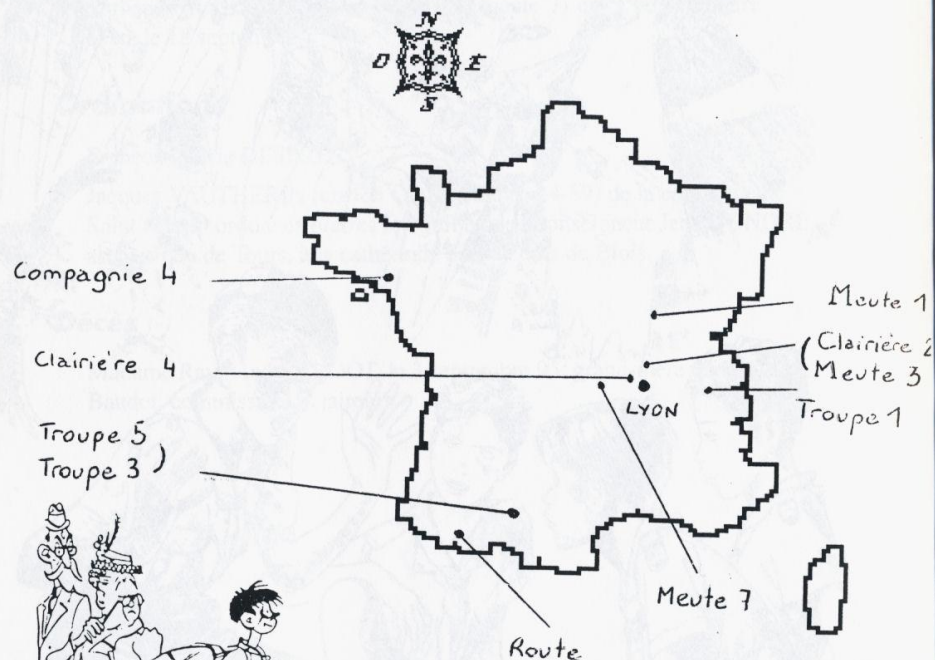 N
O E
S
Compagnie 4
Meute 1
Clairière 2
Clairière 4
Meute 3
LYON
Troupe 1
Troupe 5
Troupe 3
Meute 7
Route